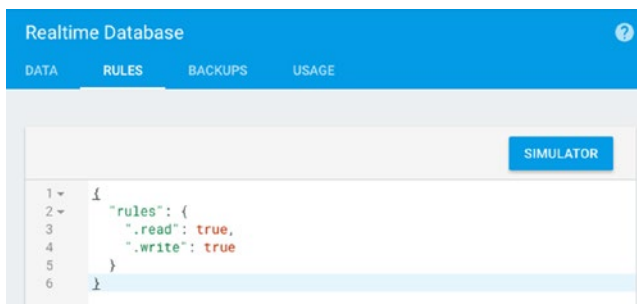 Realtime Database
?
DATA RULES BACKUPS USAGE
SIMULATOR
1 {
2 "rules": {
3 ".read": true,
4 ".write": true
5 }
6 }